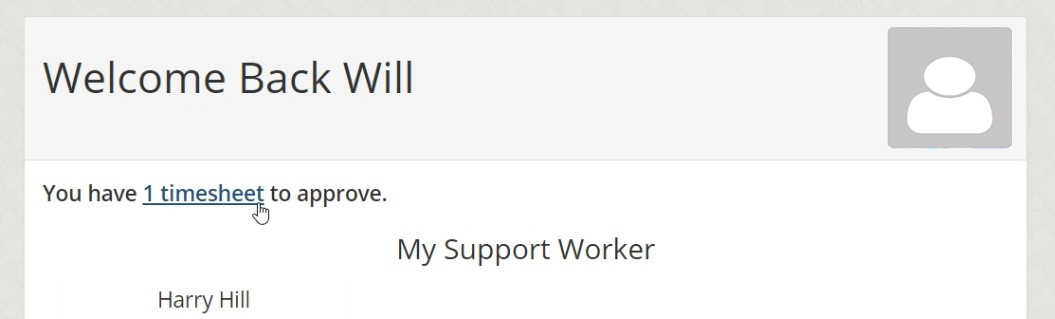 Welcome Back Will
You have 1 timesheet to approve.
My Support Worker
Harry Hill